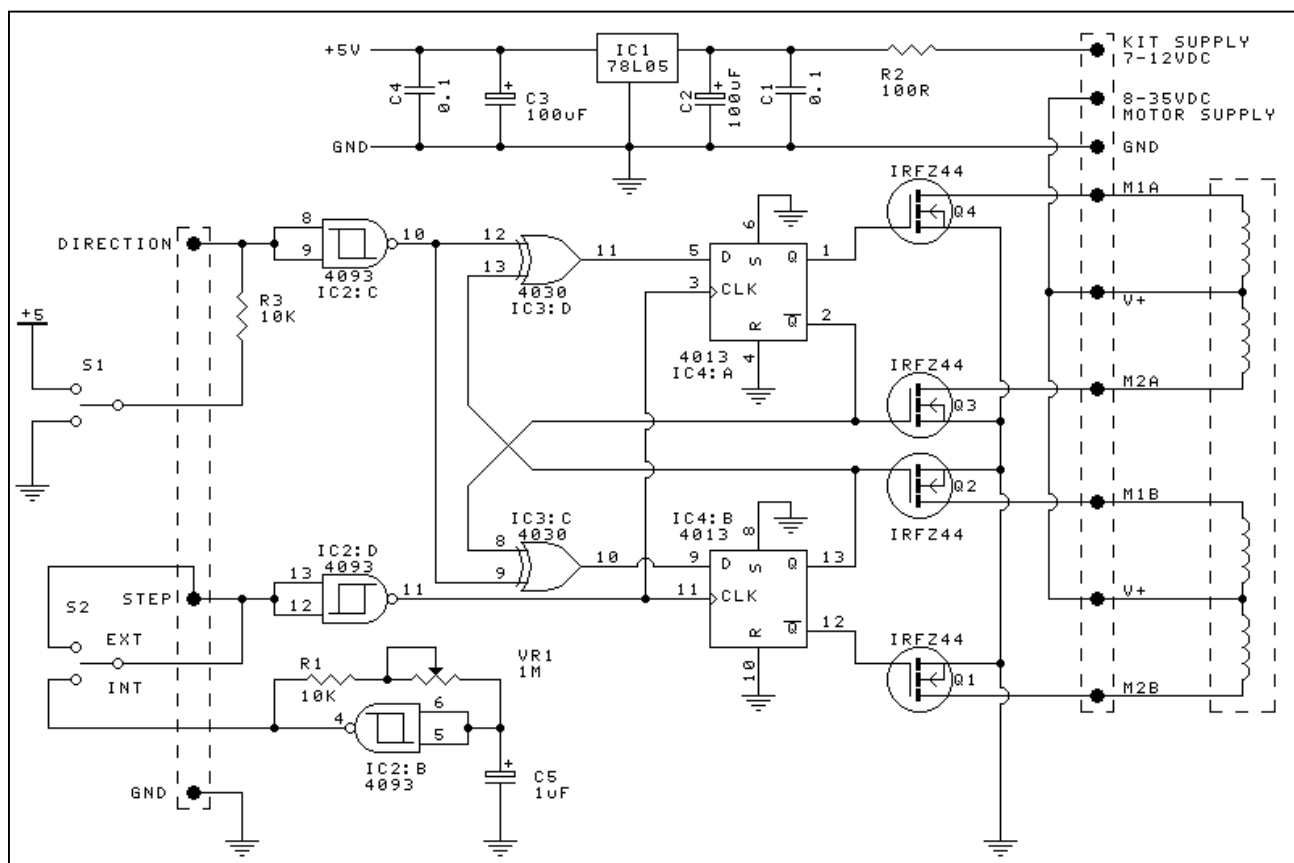 +5V
IC1
78L05
C4
0.1
+
C3
100uF
C2
+
100uF
C1
0.1
R2
100R
KIT SUPPLY
7-12VDC
8-35VDC
MOTOR SUPPLY
GND
GND
IRFZ44
Q4
M1A
DIRECTION
8
9
10
4093
IC2:C
12
13
11
4030
IC3:D
6
5
D
S
Q
1
3
CLK
R
Q
2
4
4013
IC4:A
V+
R3
10K
+5
S1
IRFZ44
Q3
M2A
Q2
IRFZ44
M1B
IC3:C
4030
8
9
10
IC4:B
4013
8
9
D
S
Q
13
11
CLK
R
Q
12
10
IC2:D
4093
13
12
11
STEP
S2
EXT
INT
V+
IRFZ44
Q1
M2B
R1
10K
VR1
1M
4
6
5
IC2:B
4093
+
C5
1uF
GND